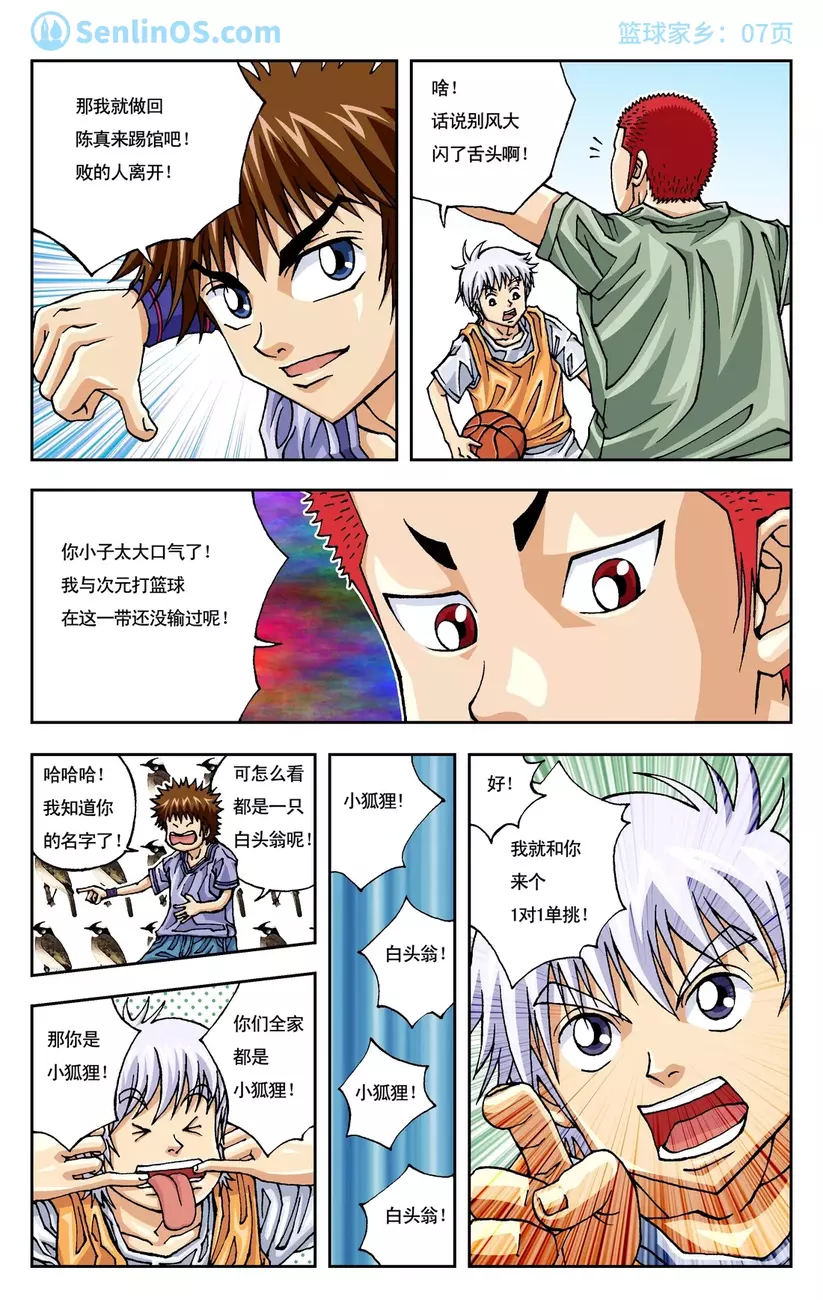 SenlinOS.com
篮球家乡：07页
那我就做回
陈真来踢馆吧！
败的人离开！
啥！
话说别风大
闪了舌头啊！
你小子太大口气了！
我与次元打篮球
在这一带还没输过呢！
哈哈哈！
我知道你
的名字了！
可怎么看
都是一只
白头翁呢！
那你是
小狐狸！
你们全家
都是
小狐狸！
小狐狸！
白头翁！
小狐狸！
白头翁！
好！
我就和你
来个
1对1单挑！